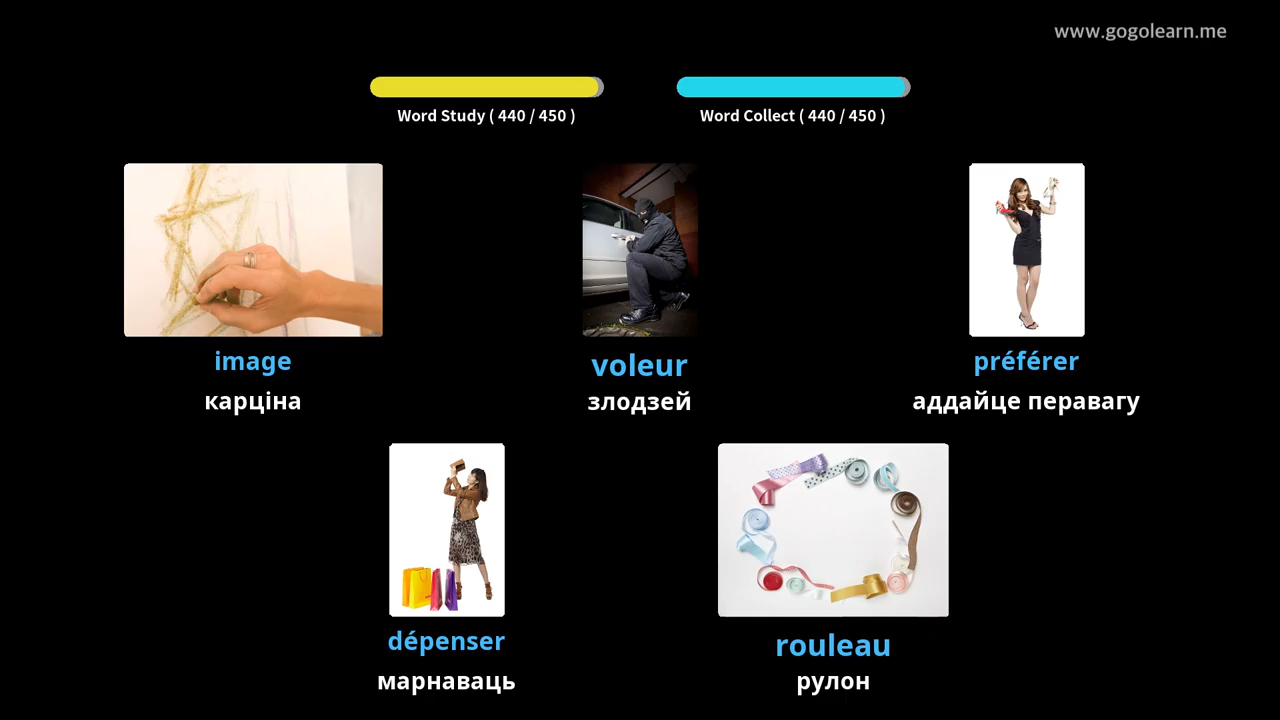 www.gogolearn.me
Word Study ( 440 / 450 )
Word Collect ( 440 / 450 )
image
карціна
voleur
злодзей
préférer
аддайце перавагу
dépenser
марнаваць
rouleau
рулон